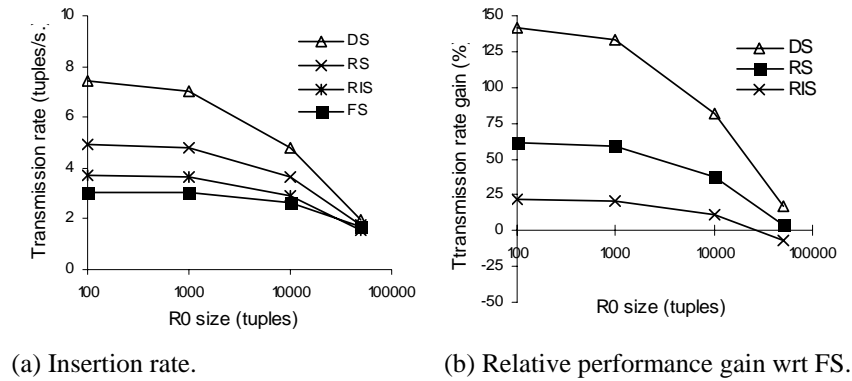 10
8
6
4
2
0
Transmission rate (tuples/s.)
100
1000
10000
100000
R0 size (tuples)
DS
RS
RIS
FS
150
125
100
75
50
25
0
-25
-50
Ttransmission rate gain (%)
100
1000
10000
100000
R0 size (tuples)
DS
RS
RIS
(a) Insertion rate.
(b) Relative performance gain wrt FS.